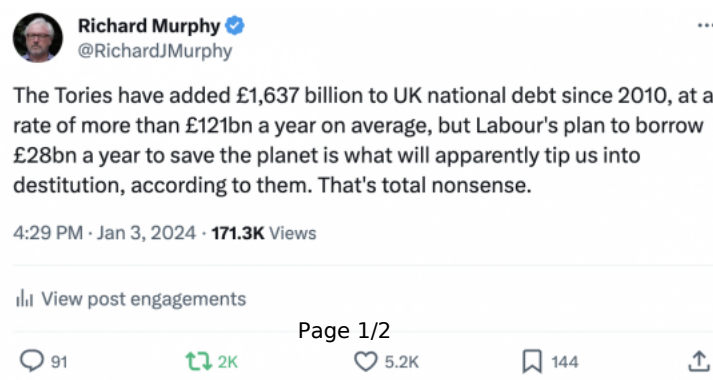 Richard Murphy
@RichardJMurphy
The Tories have added £1,637 billion to UK national debt since 2010, at a
rate of more than £121bn a year on average, but Labour's plan to borrow
£28bn a year to save the planet is what will apparently tip us into
destitution, according to them. That's total nonsense.
4:29 PM · Jan 3, 2024 · 171.3K Views
View post engagements
Page 1/2
91 2K 5.2K 144